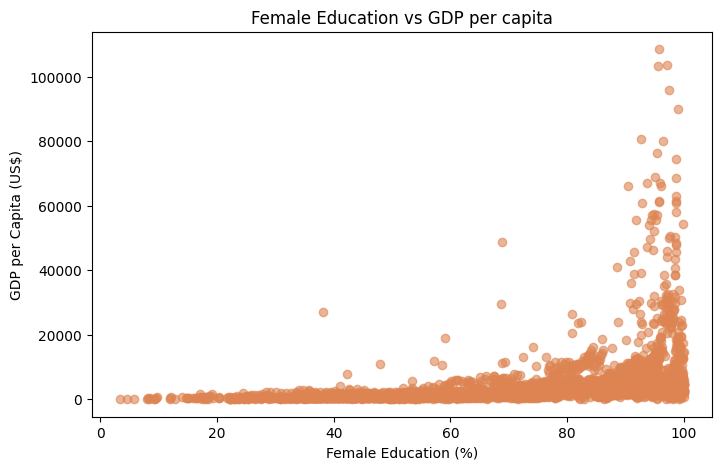 Female Education vs GDP per capita
GDP per Capita (US$)
100000
80000
60000
40000
20000
0
0 20 40 60 80 100
Female Education (%)